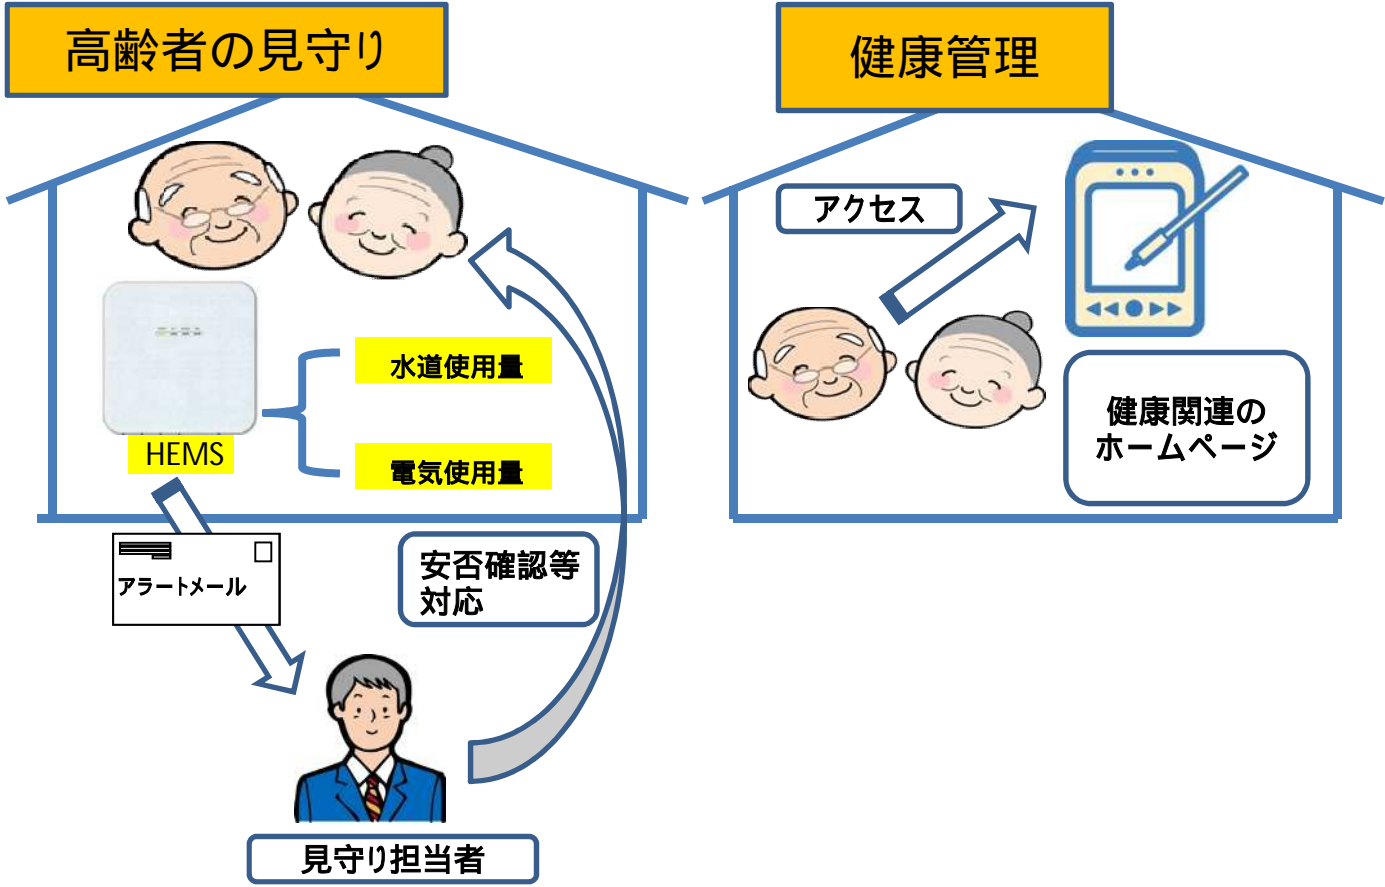 高齢者の見守り
水道使用量
電気使用量
HEMS
アラートメール
安否確認等
対応
見守り担当者
健康管理
アクセス
健康関連の
ホームページ